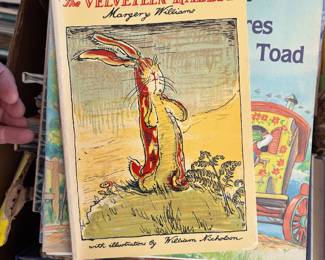 The VELVETEEN RABBIT
Margery Williams
res
Toad
with illustrations by William Nicholson